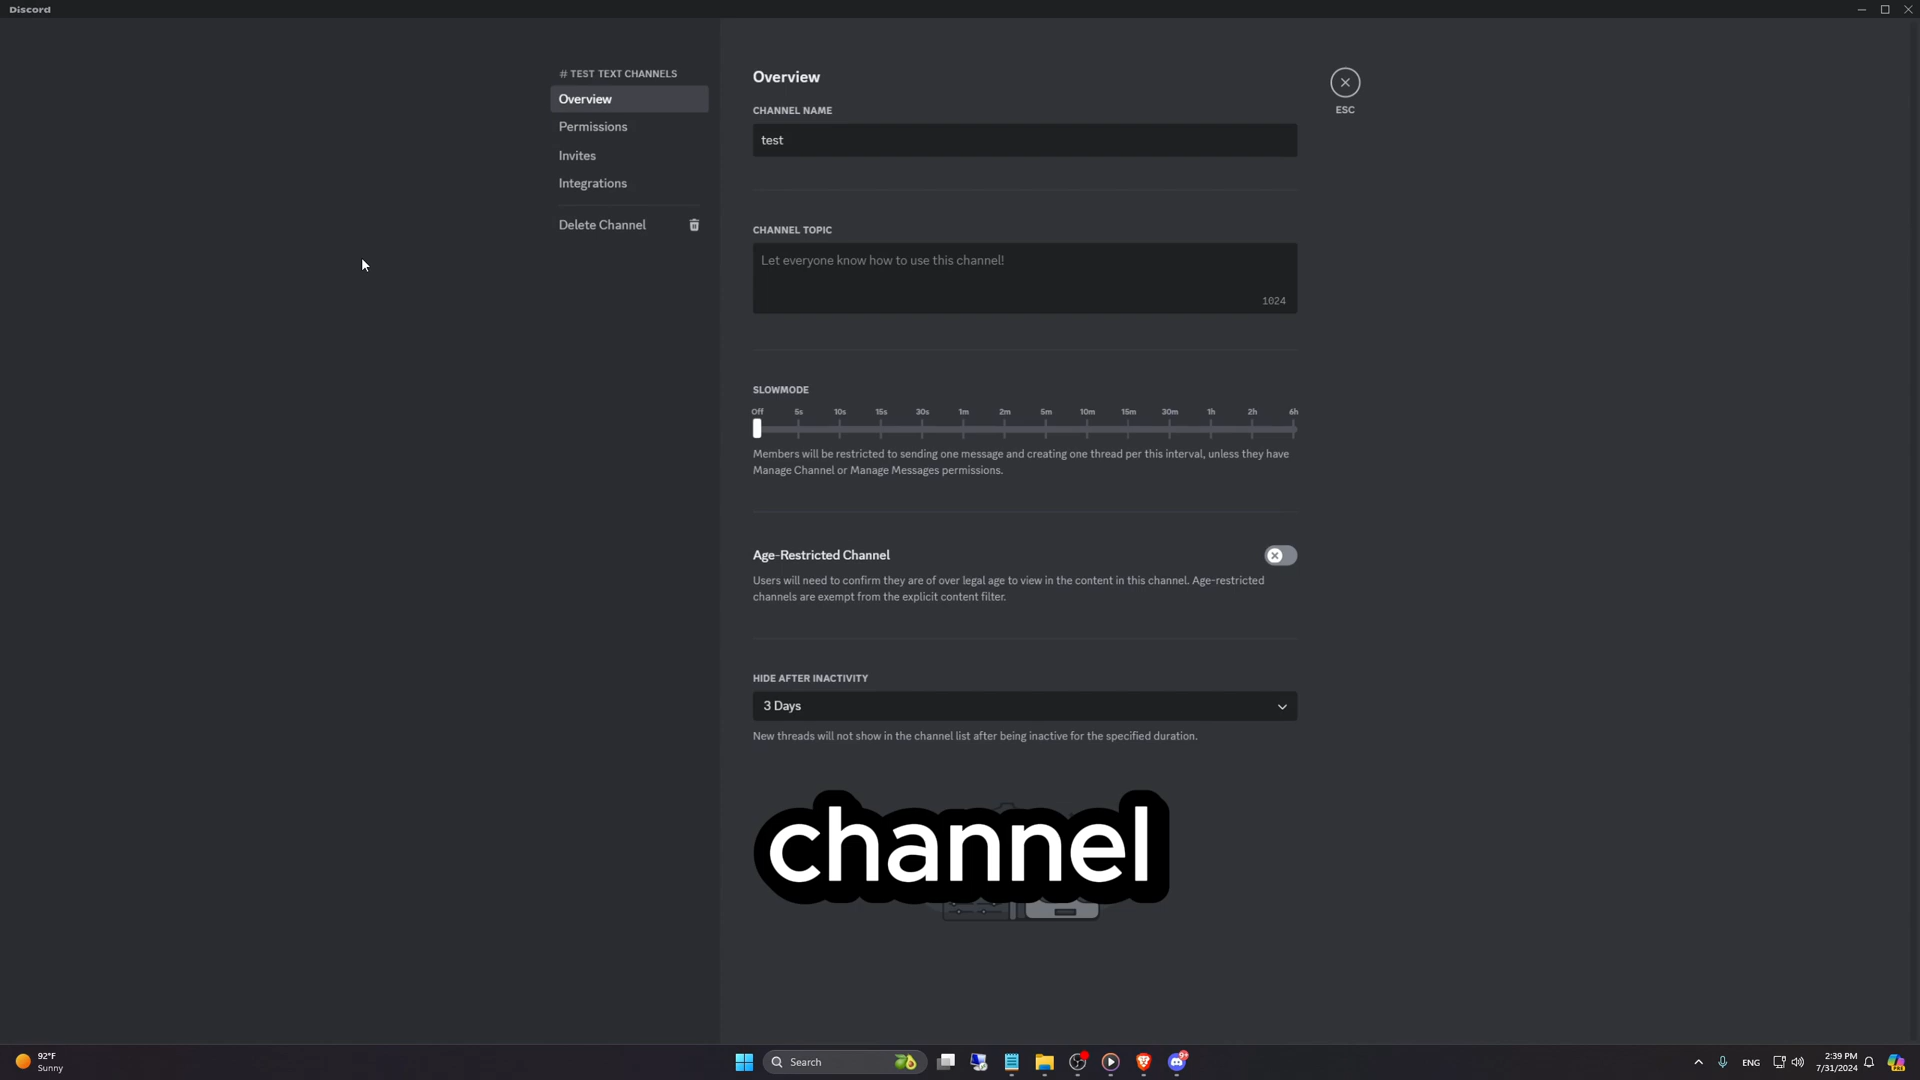 Discord
# TEST TEXT CHANNELS
Overview
Permissions
Invites
Integrations
Delete Channel
Overview
ESC
CHANNEL NAME
test
CHANNEL TOPIC
Let everyone know how to use this channel!
1024
SLOWMODE
Off 5s 10s 15s 30s 1m 2m 5m 10m 15m 30m 1h 2h 6h
Members will be restricted to sending one message and creating one thread per this interval, unless they have
Manage Channel or Manage Messages permissions.
Age-Restricted Channel
Users will need to confirm they are of over legal age to view in the content in this channel. Age-restricted
channels are exempt from the explicit content filter.
HIDE AFTER INACTIVITY
3 Days
New threads will not show in the channel list after being inactive for the specified duration.
channel
92°F
Sunny
Search
9+
ENG
2:39 PM
7/31/2024